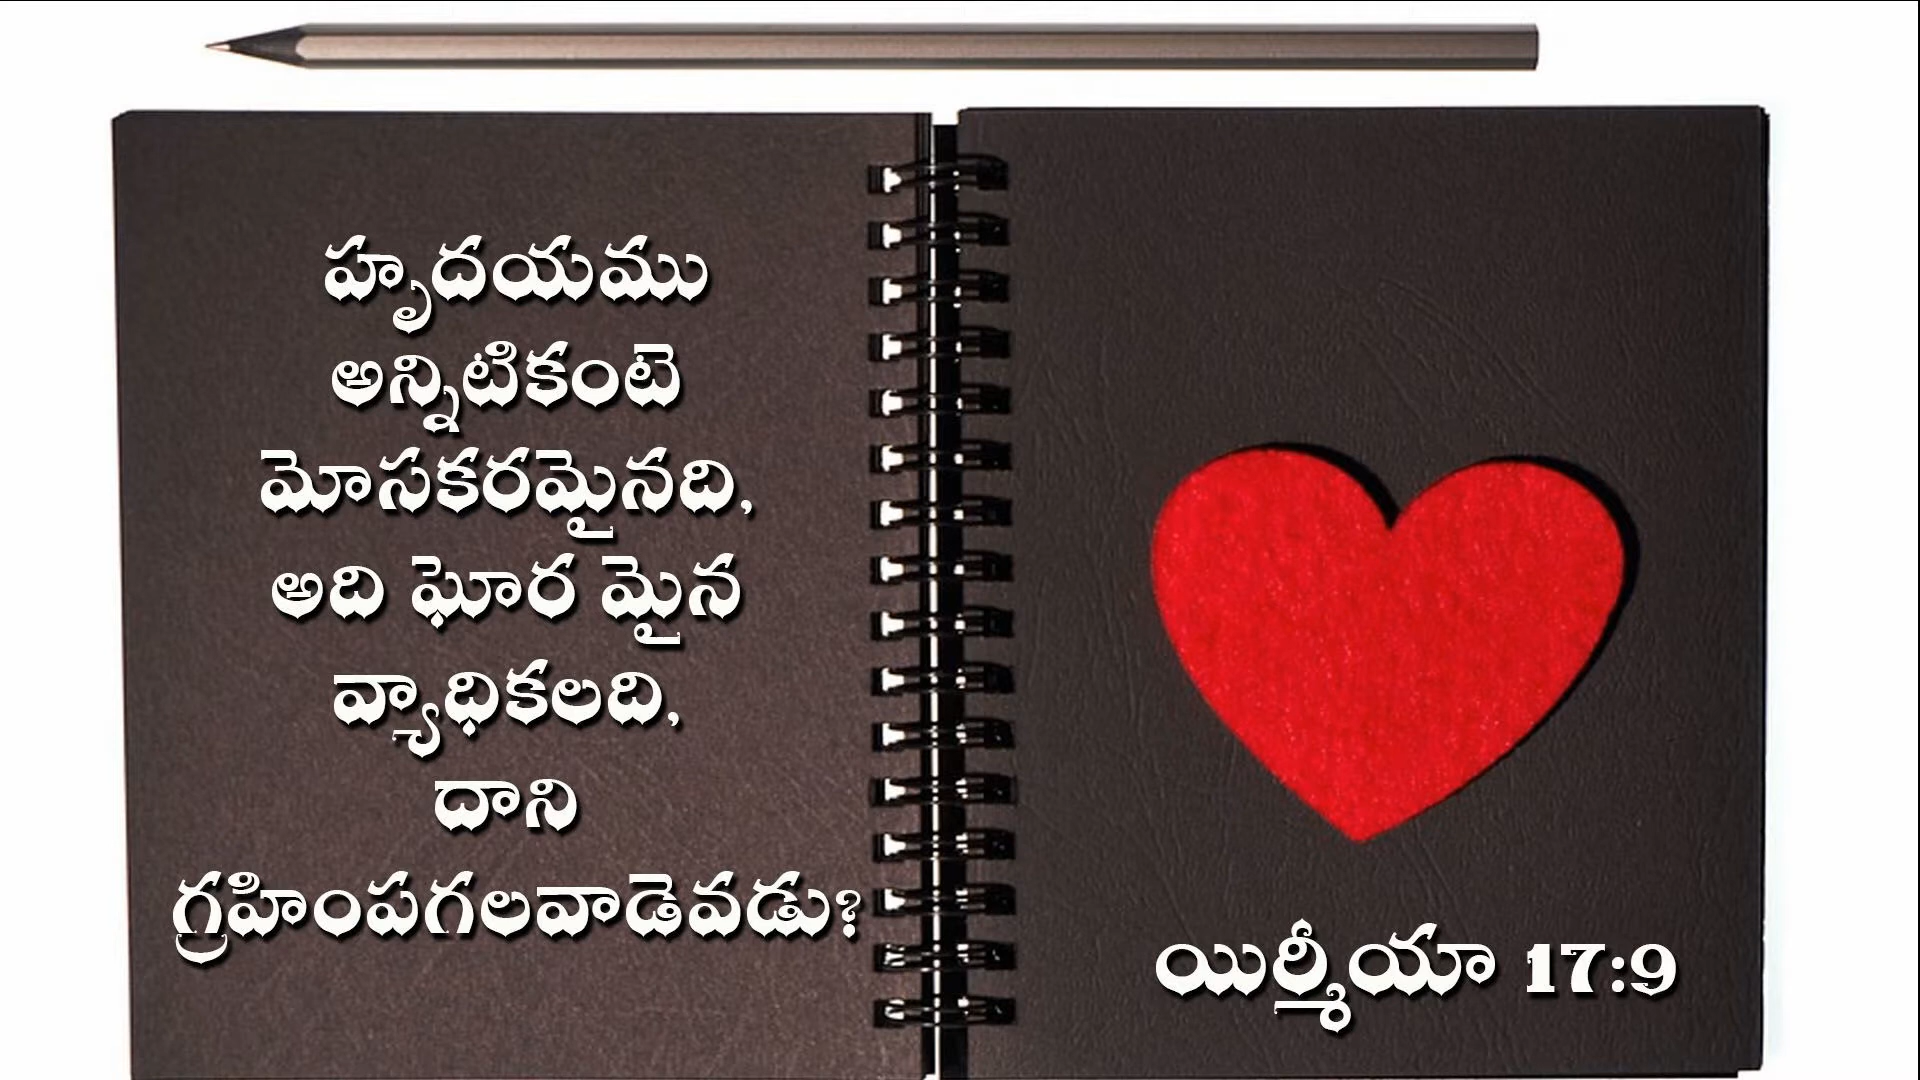 హృదయము
అన్నిటికంటె
మోసకరమైనది,
అది ఘోర మైన
వ్యాధికలది,
దాని
గ్రహింపగలవాడెవడు?
యిర్మీయా 17:9